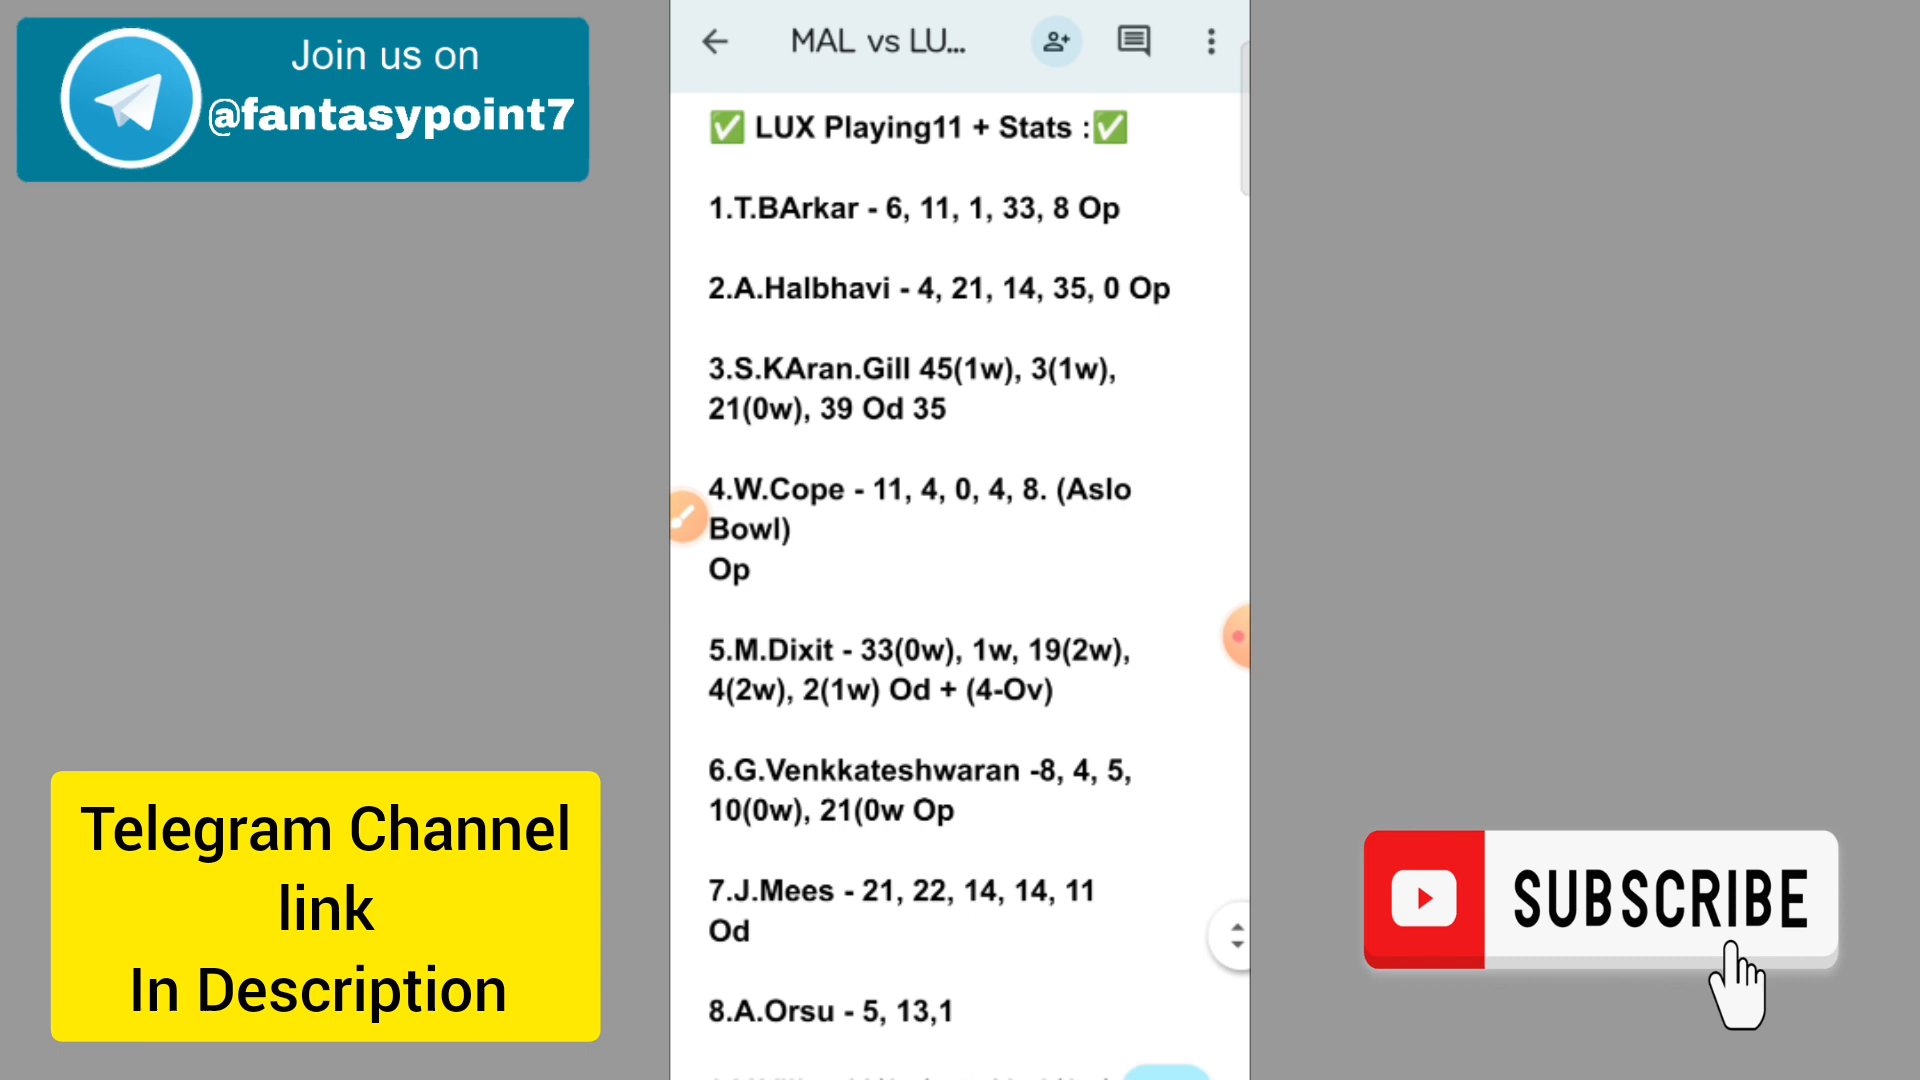 Join us on
@fantasypoint7
MAL vs LU...
✅ LUX Playing11 + Stats :✅
1.T.BArkar - 6, 11, 1, 33, 8 Op
2.A.Halbhavi - 4, 21, 14, 35, 0 Op
3.S.KAran.Gill 45(1w), 3(1w),
21(0w), 39 Od 35
4.W.Cope - 11, 4, 0, 4, 8. (Aslo
Bowl)
Op
5.M.Dixit - 33(0w), 1w, 19(2w),
4(2w), 2(1w) Od + (4-Ov)
6.G.Venkkateshwaran -8, 4, 5,
10(0w), 21(0w Op
7.J.Mees - 21, 22, 14, 14, 11
Od
8.A.Orsu - 5, 13,1
Telegram Channel
link
In Description
SUBSCRIBE